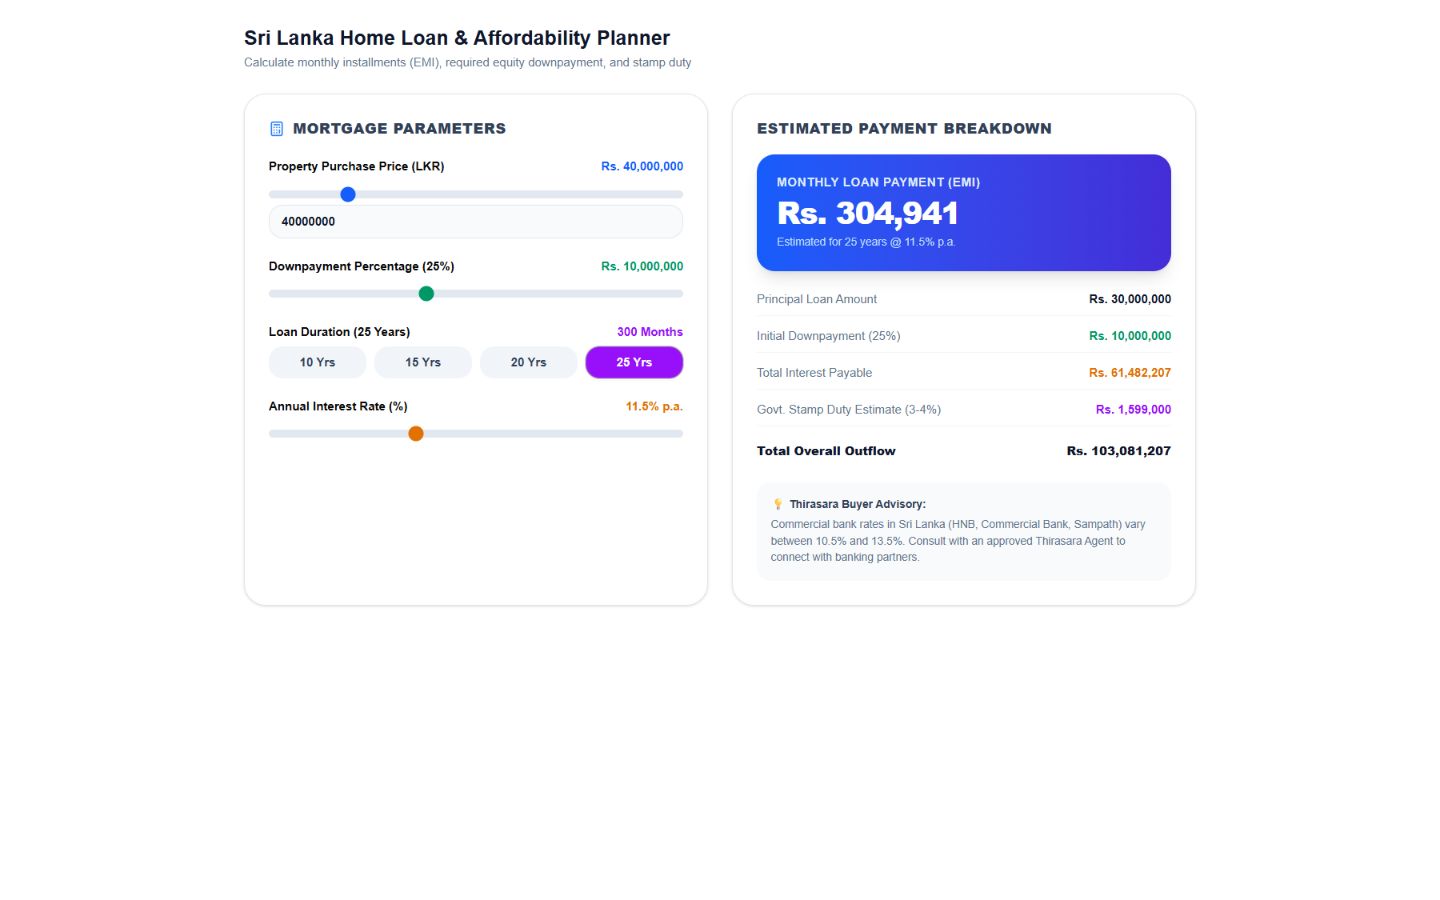 Sri Lanka Home Loan & Affordability Planner
Calculate monthly installments (EMI), required equity downpayment, and stamp duty
MORTGAGE PARAMETERS
Property Purchase Price (LKR) Rs. 40,000,000
40000000
Downpayment Percentage (25%) Rs. 10,000,000
Loan Duration (25 Years) 300 Months
10 Yrs 15 Yrs 20 Yrs 25 Yrs
Annual Interest Rate (%) 11.5% p.a.
ESTIMATED PAYMENT BREAKDOWN
MONTHLY LOAN PAYMENT (EMI)
Rs. 304,941
Estimated for 25 years @ 11.5% p.a.
Principal Loan Amount Rs. 30,000,000
Initial Downpayment (25%) Rs. 10,000,000
Total Interest Payable Rs. 61,482,207
Govt. Stamp Duty Estimate (3-4%) Rs. 1,599,000
Total Overall Outflow Rs. 103,081,207
💡 Thirasara Buyer Advisory:
Commercial bank rates in Sri Lanka (HNB, Commercial Bank, Sampath) vary
between 10.5% and 13.5%. Consult with an approved Thirasara Agent to
connect with banking partners.